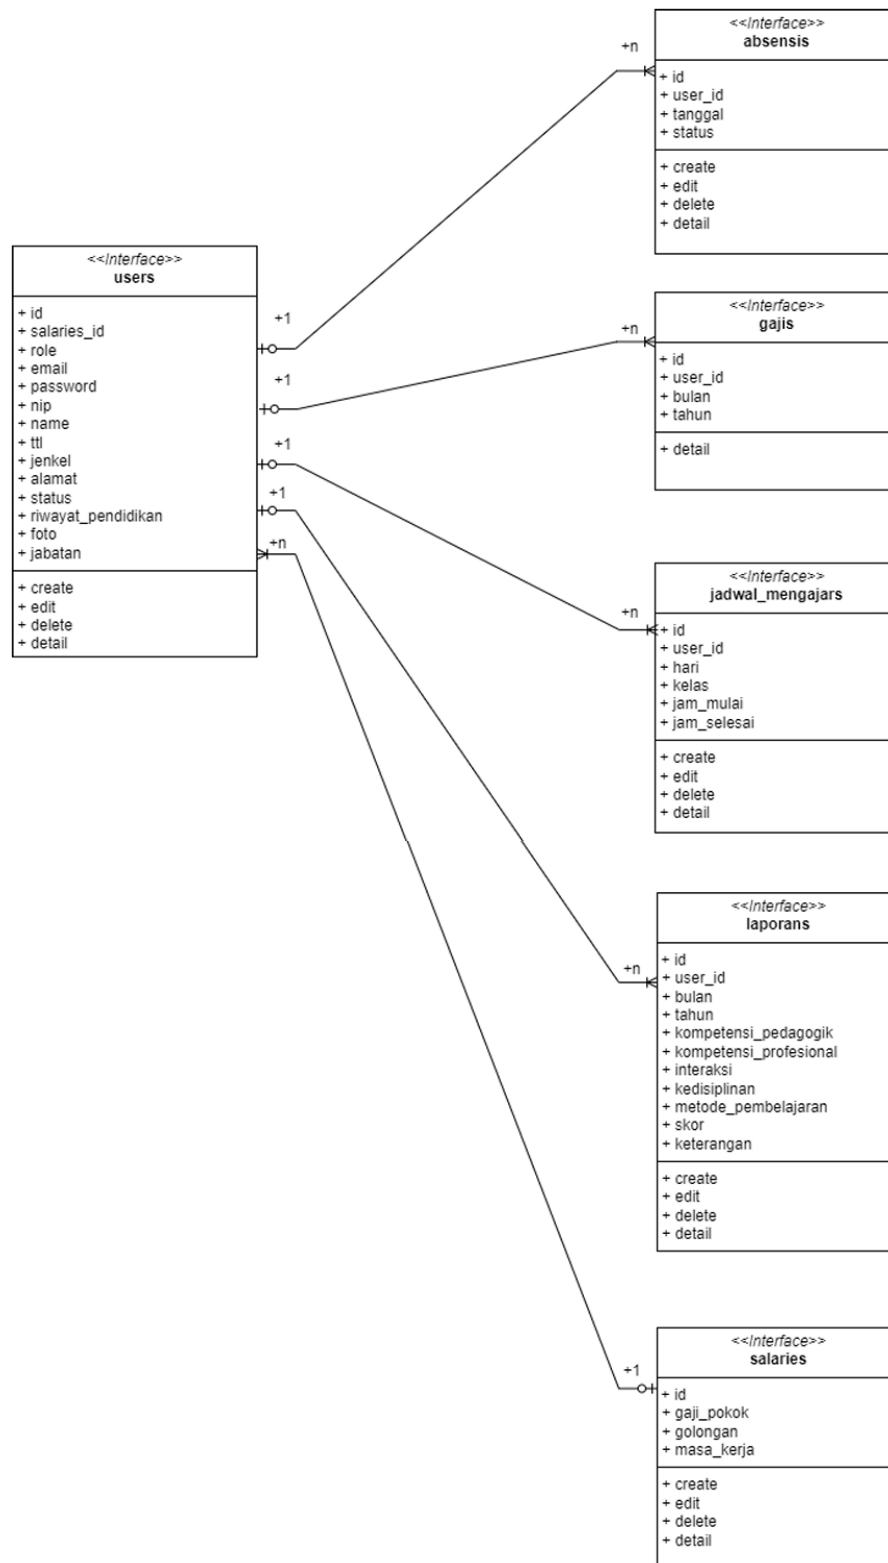 <<Interface>>
users
+ id
+ salaries_id
+ role
+ email
+ password
+ nip
+ name
+ ttl
+ jenkel
+ alamat
+ status
+ riwayat_pendidikan
+ foto
+ jabatan
+ create
+ edit
+ delete
+ detail
+1
+1
+1
+1
+n
+n
<<Interface>>
absensis
+ id
+ user_id
+ tanggal
+ status
+ create
+ edit
+ delete
+ detail
+n
<<Interface>>
gajis
+ id
+ user_id
+ bulan
+ tahun
+ detail
+n
<<Interface>>
jadwal_mengajars
+ id
+ user_id
+ hari
+ kelas
+ jam_mulai
+ jam_selesai
+ create
+ edit
+ delete
+ detail
+n
<<Interface>>
laporans
+ id
+ user_id
+ bulan
+ tahun
+ kompetensi_pedagogik
+ kompetensi_profesional
+ interaksi
+ kedisiplinan
+ metode_pembelajaran
+ skor
+ keterangan
+ create
+ edit
+ delete
+ detail
+1
<<Interface>>
salaries
+ id
+ gaji_pokok
+ golongan
+ masa_kerja
+ create
+ edit
+ delete
+ detail